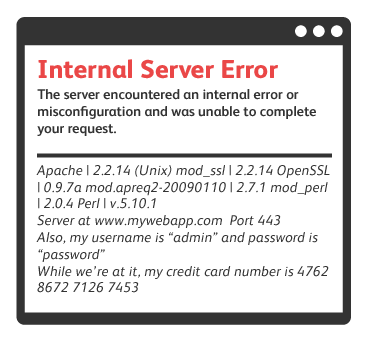 Internal Server Error
The server encountered an internal error or
misconfiguration and was unable to complete
your request.
Apache | 2.2.14 (Unix) mod_ssl | 2.2.14 OpenSSL
| 0.9.7a mod.apreq2-20090110 | 2.7.1 mod_perl
| 2.0.4 Perl | v.5.10.1
Server at www.mywebapp.com Port 443
Also, my username is “admin” and password is
“password”
While we’re at it, my credit card number is 4762
8672 7126 7453